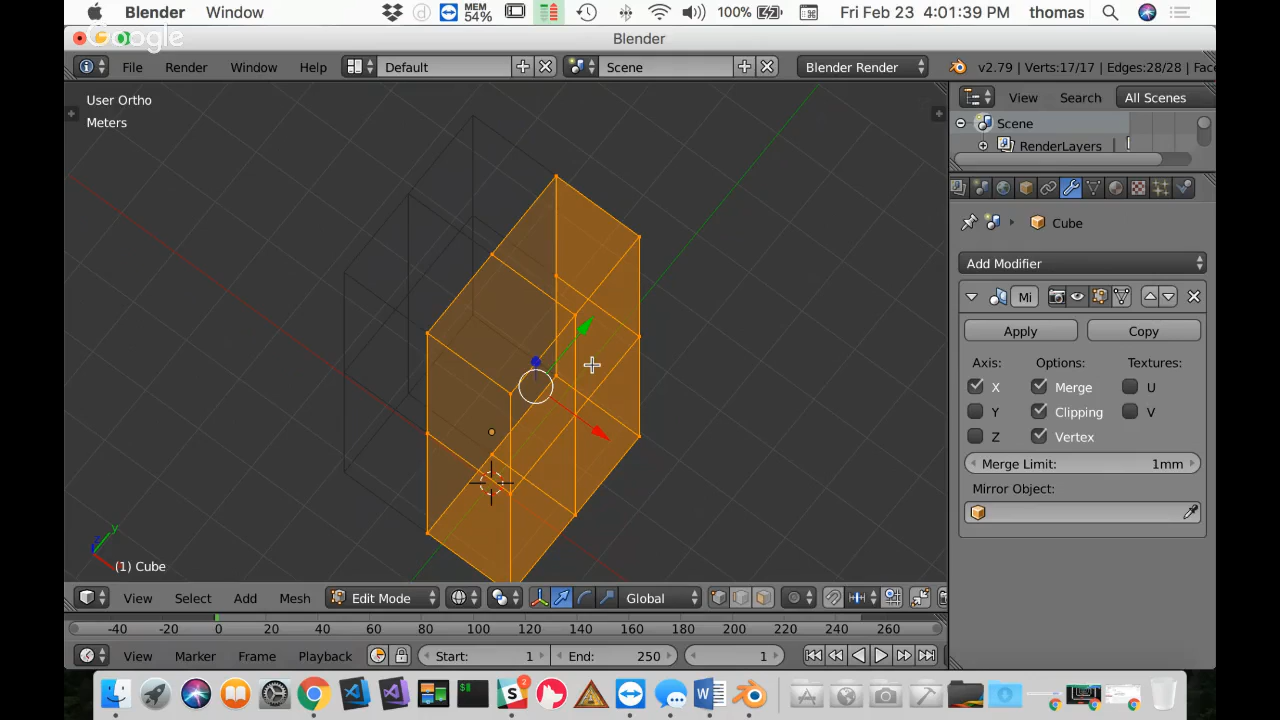 Blender Window MEM 54% 100% Fri Feb 23 4:01:39 PM thomas
Google
Blender
File Render Window Help Default Scene Blender Render v2.79 | Verts:17/17 | Edges:28/28 | Face
User Ortho
Meters
View Search All Scenes
Scene
RenderLayers
Cube
Add Modifier
Mi
Apply Copy
Axis: Options: Textures:
X Merge U
Y Clipping V
Z Vertex
Merge Limit: 1mm
Mirror Object:
z y x
(1) Cube
View Select Add Mesh Edit Mode Global
-40 -20 0 20 40 60 80 100 120 140 160 180 200 220 240 260
View Marker Frame Playback Start: 1 End: 250 1
2